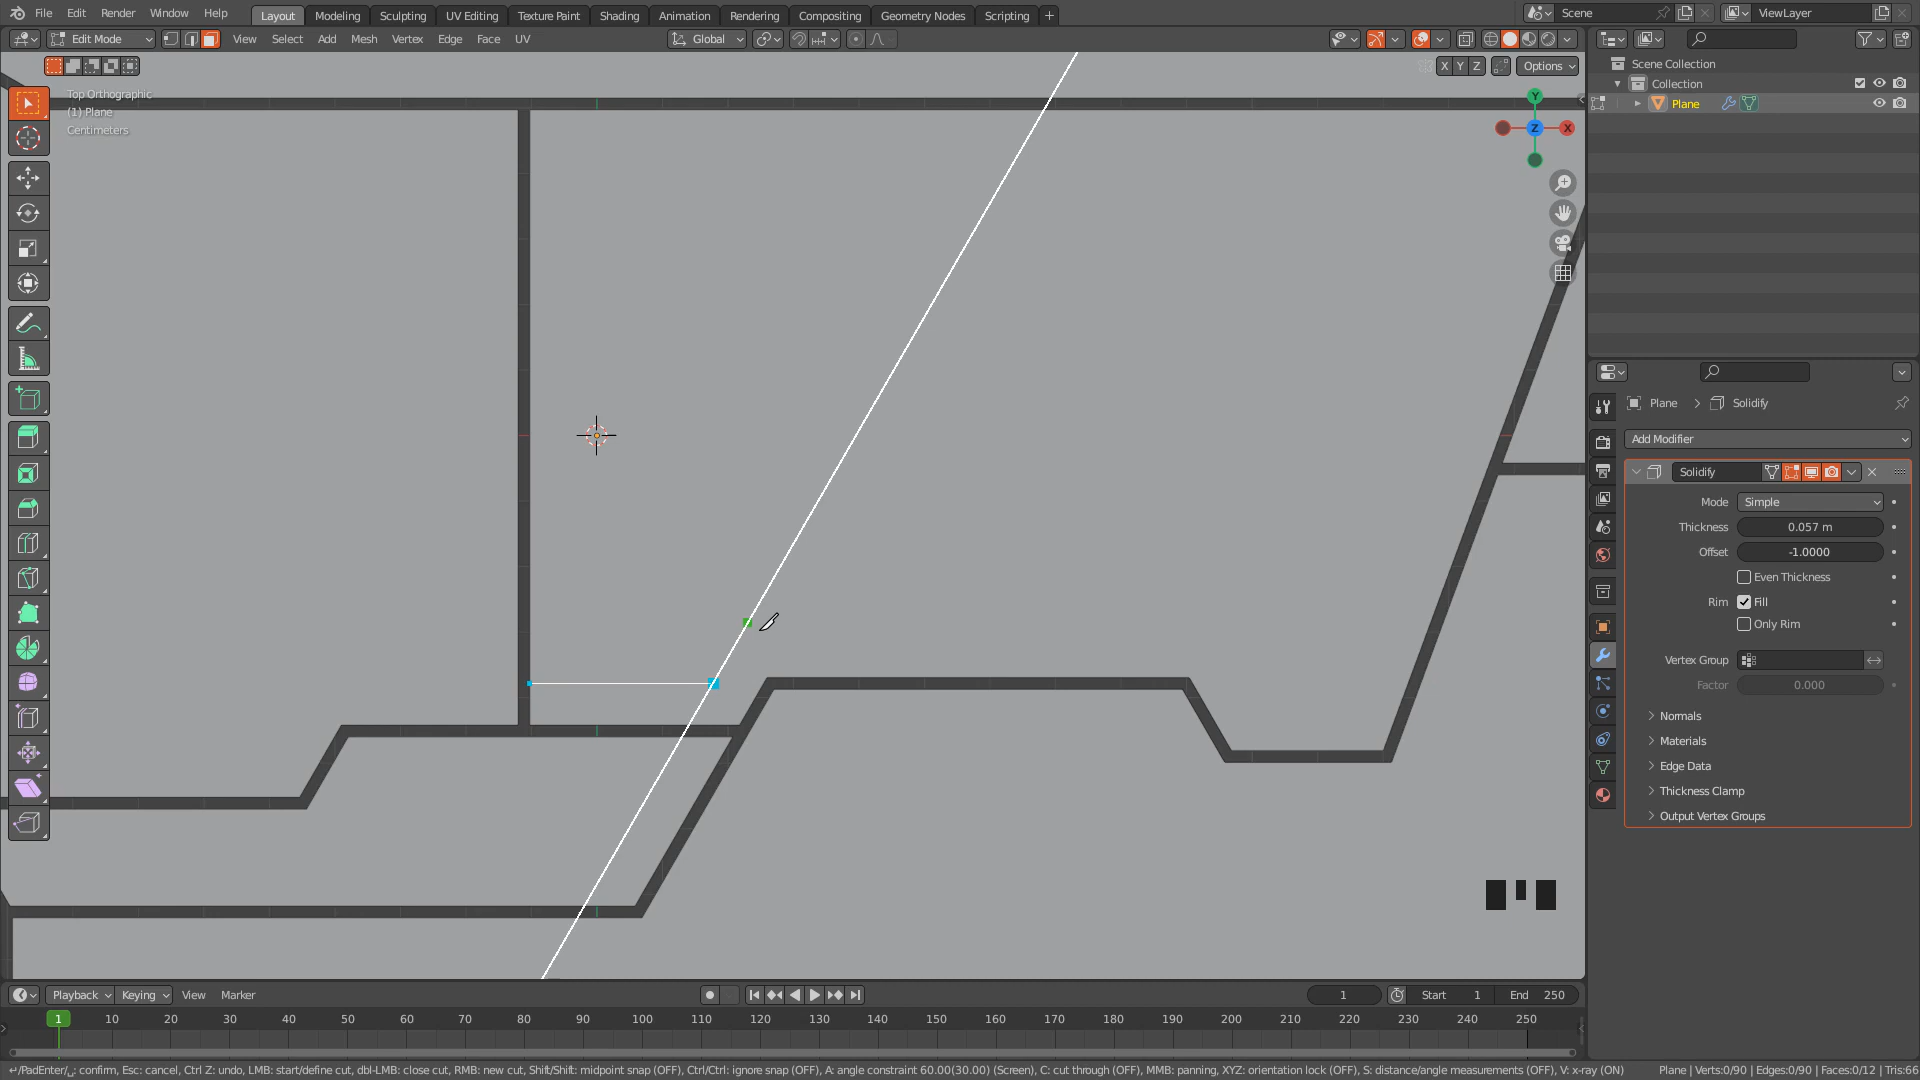 File Edit Render Window Help Layout Modeling Sculpting UV Editing Texture Paint Shading Animation Rendering Compositing Geometry Nodes Scripting + Scene ViewLayer
Edit Mode View Select Add Mesh Vertex Edge Face UV Global
X Y Z Options
Top Orthographic
(1) Plane
Centimeters
Y
X
Z
Scene Collection
Collection
Plane
Plane > Solidify
Add Modifier
Solidify
Mode Simple
Thickness 0.057 m
Offset -1.0000
Even Thickness
Rim Fill
Only Rim
Vertex Group
Factor 0.000
Normals
Materials
Edge Data
Thickness Clamp
Output Vertex Groups
Playback Keying View Marker 1 Start 1 End 250
1 10 20 30 40 50 60 70 80 90 100 110 120 130 140 150 160 170 180 190 200 210 220 230 240 250
↵/PadEnter/␣: confirm, Esc: cancel, Ctrl Z: undo, LMB: start/define cut, dbl-LMB: close cut, RMB: new cut, Shift/Shift: midpoint snap (OFF), Ctrl/Ctrl: ignore snap (OFF), A: angle constraint 60.00(30.00) (Screen), C: cut through (OFF), MMB: panning, XYZ: orientation lock (OFF), S: distance/angle measurements (OFF), V: x-ray (ON) Plane | Verts:0/90 | Edges:0/90 | Faces:0/12 | Tris:66